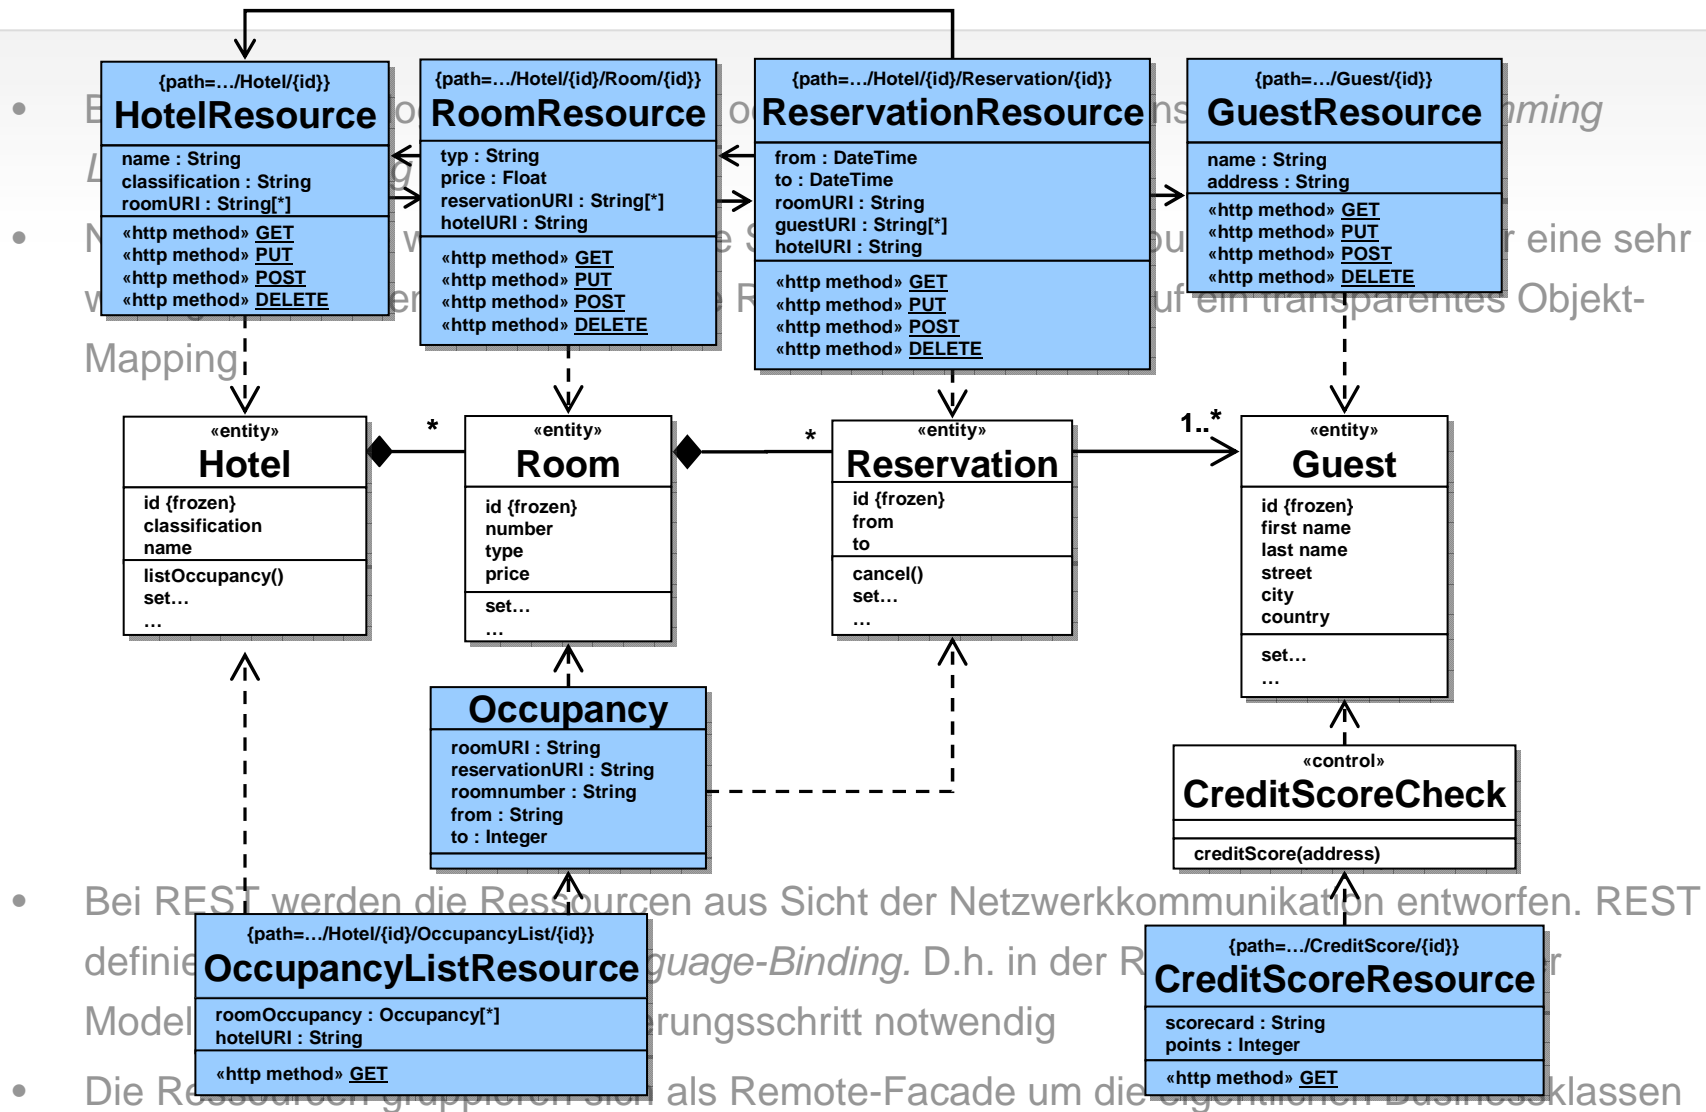 {path=…/Hotel/{id}}
HotelResource
name : String
classification : String
roomURI : String[*]
«http method» GET
«http method» PUT
«http method» POST
«http method» DELETE
{path=…/Hotel/{id}/Room/{id}}
RoomResource
typ : String
price : Float
reservationURI : String[*]
hotelURI : String
«http method» GET
«http method» PUT
«http method» POST
«http method» DELETE
{path=…/Hotel/{id}/Reservation/{id}}
ReservationResource
from : DateTime
to : DateTime
roomURI : String
guestURI : String[*]
hotelURI : String
«http method» GET
«http method» PUT
«http method» POST
«http method» DELETE
{path=…/Guest/{id}}
GuestResource
name : String
address : String
«http method» GET
«http method» PUT
«http method» POST
«http method» DELETE
eine sehr
auf ein transparentes Objekt-
Mapping
«entity»
Hotel
id {frozen}
classification
name
listOccupancy()
set…
…
*
«entity»
Room
id {frozen}
number
type
price
set…
…
*
«entity»
Reservation
id {frozen}
from
to
cancel()
set…
…
1..*
«entity»
Guest
id {frozen}
first name
last name
street
city
country
set…
…
Occupancy
roomURI : String
reservationURI : String
roomnumber : String
from : String
to : Integer
«control»
CreditScoreCheck
creditScore(address)
• Bei REST werden die Ressourcen aus Sicht der Netzwerkkommunikation entworfen. REST
guage-Binding. D.h. in der
erungsschritt notwendig
• Die Ressourcen gruppieren sich als Remote-Facade um die eigentlichen Businessklassen
{path=…/Hotel/{id}/OccupancyList/{id}}
OccupancyListResource
roomOccupancy : Occupancy[*]
hotelURI : String
«http method» GET
{path=…/CreditScore/{id}}
CreditScoreResource
scorecard : String
points : Integer
«http method» GET